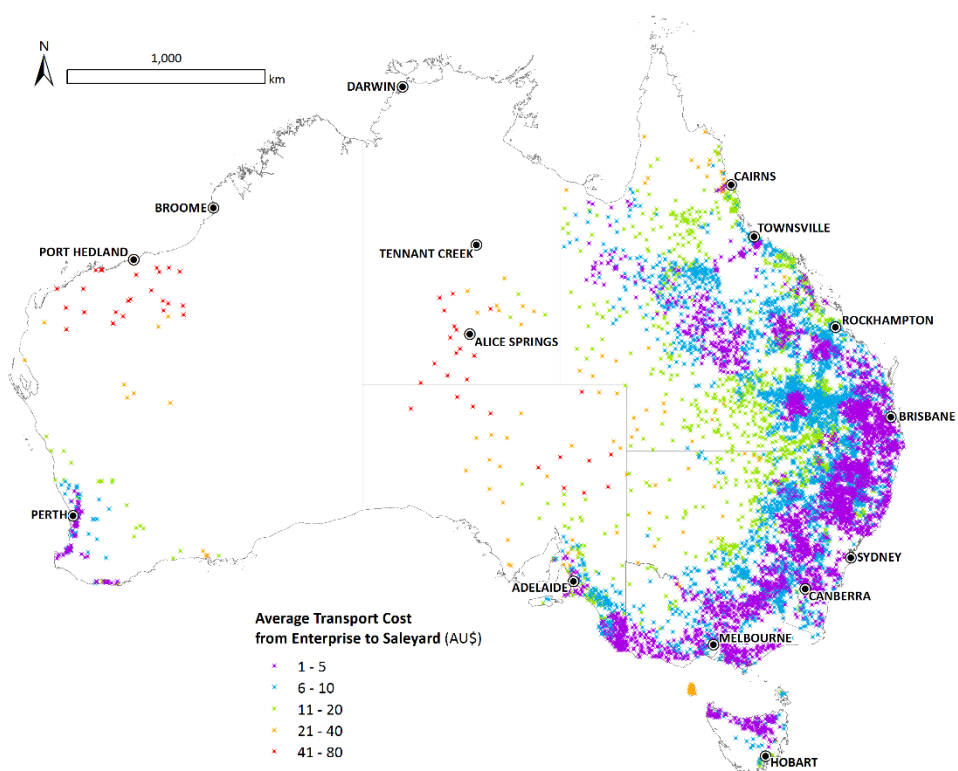 N
1,000
km
DARWIN
CAIRNS
BROOME
TOWNSVILLE
TENNANT CREEK
PORT HEDLAND
ROCKHAMPTON
ALICE SPRINGS
BRISBANE
PERTH
SYDNEY
ADELAIDE
CANBERRA
MELBOURNE
HOBART
Average Transport Cost
from Enterprise to Saleyard (AU$)
1 - 5
6 - 10
11 - 20
21 - 40
41 - 80